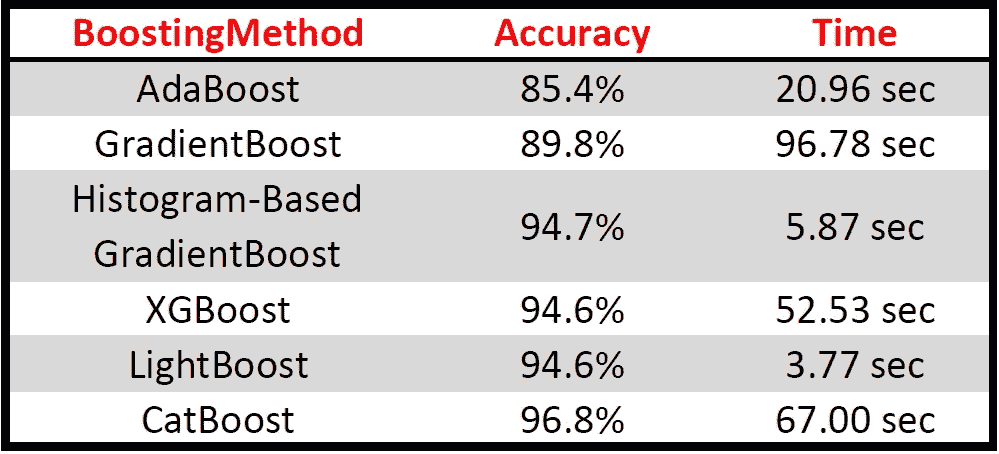 BoostingMethod Accuracy Time
AdaBoost 85.4% 20.96 sec
GradientBoost 89.8% 96.78 sec
Histogram-Based
GradientBoost 94.7% 5.87 sec
XGBoost 94.6% 52.53 sec
LightBoost 94.6% 3.77 sec
CatBoost 96.8% 67.00 sec